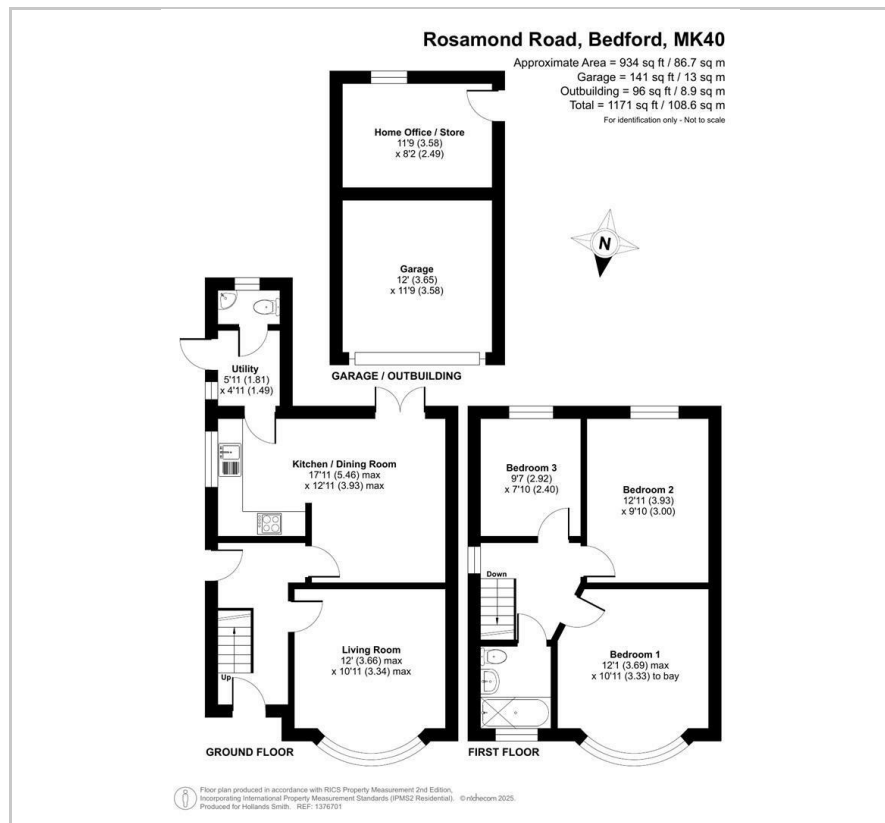 Rosamond Road, Bedford, MK40
Approximate Area = 934 sq ft / 86.7 sq m
Garage = 141 sq ft / 13 sq m
Outbuilding = 96 sq ft / 8.9 sq m
Total = 1171 sq ft / 108.6 sq m
For identification only - Not to scale
Home Office / Store
11'9 (3.58)
x 8'2 (2.49)
N
Garage
12' (3.65)
x 11'9 (3.58)
GARAGE / OUTBUILDING
Utility
5'11 (1.81)
x 4'11 (1.49)
Kitchen / Dining Room
17'11 (5.46) max
x 12'11 (3.93) max
Living Room
12' (3.66) max
x 10'11 (3.34) max
Up
GROUND FLOOR
Bedroom 3
9'7 (2.92)
x 7'10 (2.40)
Bedroom 2
12'11 (3.93)
x 9'10 (3.00)
Down
Bedroom 1
12'1 (3.69) max
x 10'11 (3.33) to bay
FIRST FLOOR
Floor plan produced in accordance with RICS Property Measurement 2nd Edition,
Incorporating International Property Measurement Standards (IPMS2 Residential). ©ntchecom 2025.
Produced for Hollands Smith. REF: 1376701